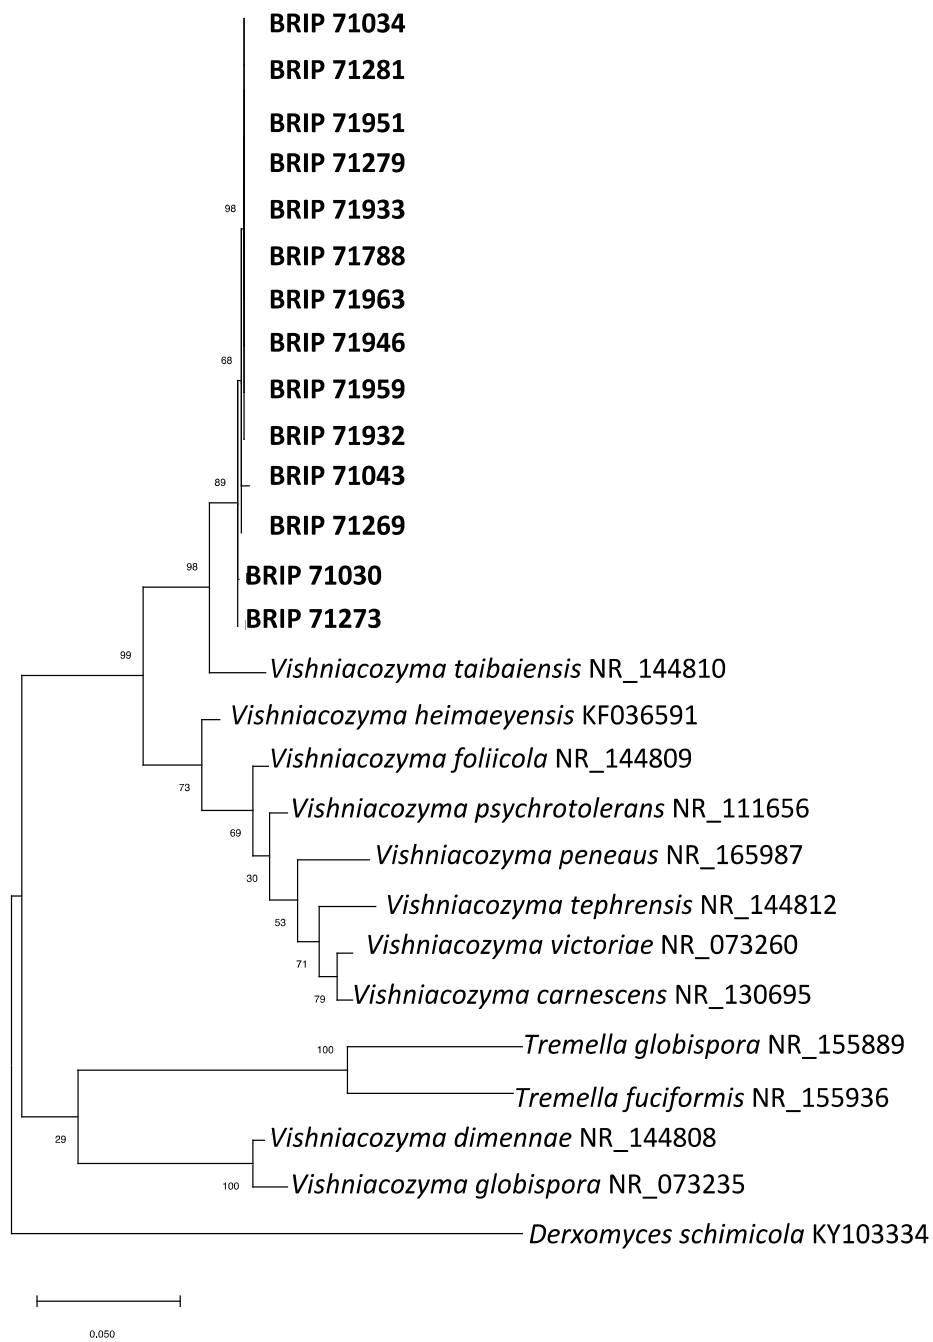 BRIP 71034
BRIP 71281
BRIP 71951
BRIP 71279
98
BRIP 71933
BRIP 71788
BRIP 71963
BRIP 71946
68
BRIP 71959
BRIP 71932
BRIP 71043
89
BRIP 71269
98
BRIP 71030
BRIP 71273
99
Vishniacozyma taibaiensis NR_144810
Vishniacozyma heimaeyensis KF036591
Vishniacozyma foliicola NR_144809
73
Vishniacozyma psychrotolerans NR_111656
69
Vishniacozyma peneaus NR_165987
30
Vishniacozyma tephrensis NR_144812
53
Vishniacozyma victoriae NR_073260
71
Vishniacozyma carnescens NR_130695
79
Tremella globispora NR_155889
100
Tremella fuciformis NR_155936
Vishniacozyma dimennae NR_144808
29
Vishniacozyma globispora NR_073235
100
Derxomyces schimicola KY103334
0.050